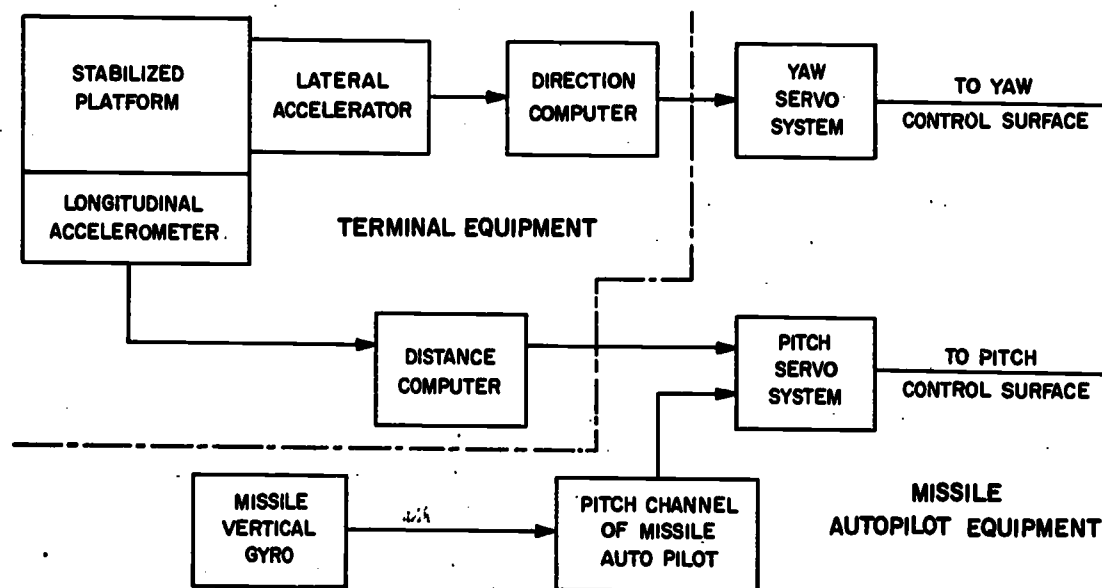 STABILIZED
PLATFORM
LATERAL
ACCELERATOR
DIRECTION
COMPUTER
YAW
SERVO
SYSTEM
TO YAW
CONTROL SURFACE
LONGITUDINAL
ACCELEROMETER
TERMINAL EQUIPMENT
DISTANCE
COMPUTER
PITCH
SERVO
SYSTEM
TO PITCH
CONTROL SURFACE
MISSILE
VERTICAL
GYRO
PITCH CHANNEL
OF MISSILE
AUTO PILOT
MISSILE
AUTOPILOT EQUIPMENT